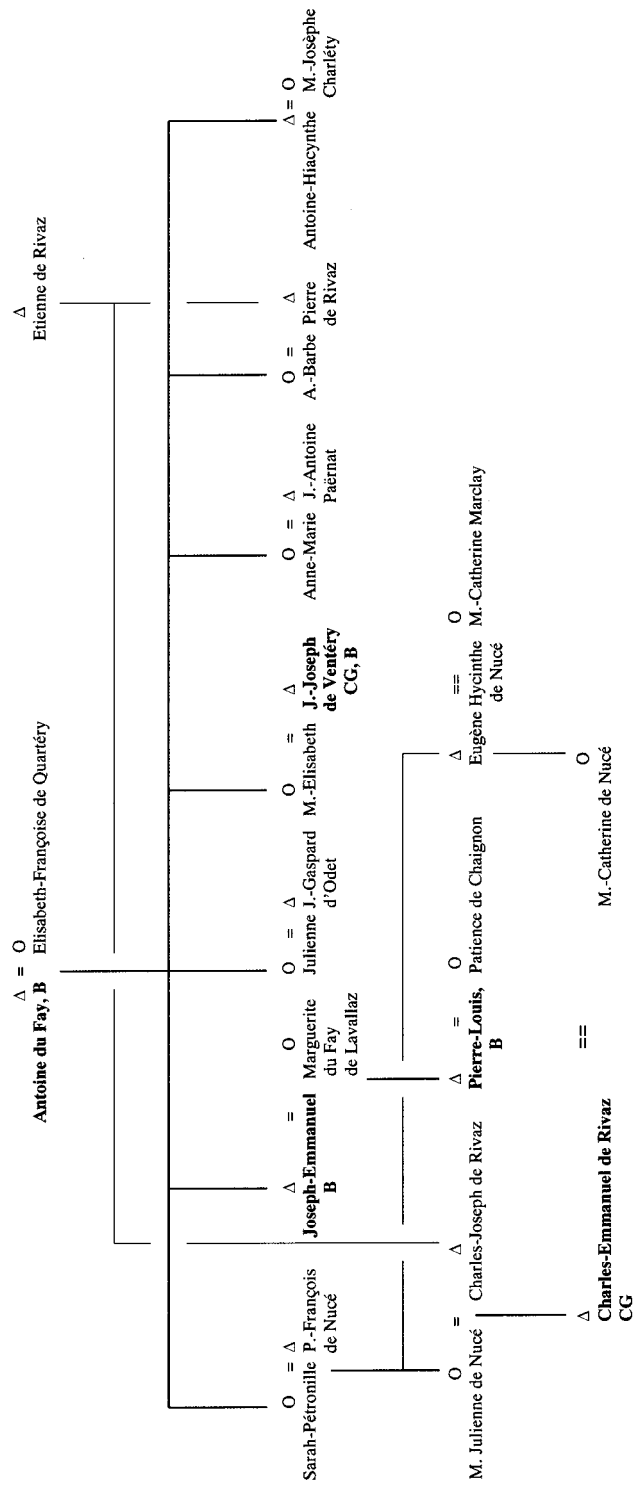 Δ
Etienne de Rivaz
Δ = O
Antoine du Fay, B Elisabeth-Françoise de Quartéry
O = Δ
Sarah-Pétronille P.-François
de Nucé
Δ = O
Joseph-Emmanuel Marguerite
B du Fay
de Lavallaz
O = Δ
Julienne J.-Gaspard
d'Odet
O = Δ
M.-Elisabeth J.-Joseph
de Ventéry
CG, B
O = Δ
Anne-Marie J.-Antoine
Paërnat
O = Δ
A.-Barbe Pierre
de Rivaz
Δ = O
Antoine-Hiacynthe M.-Josèphe
Charléty
O = Δ
M. Julienne de Nucé Charles-Joseph de Rivaz
Δ = O
Pierre-Louis, Patience de Chaignon
B
Δ == O
Eugène Hycinthe M.-Catherine Marclay
de Nucé
Δ == O
Charles-Emmanuel de Rivaz M.-Catherine de Nucé
CG